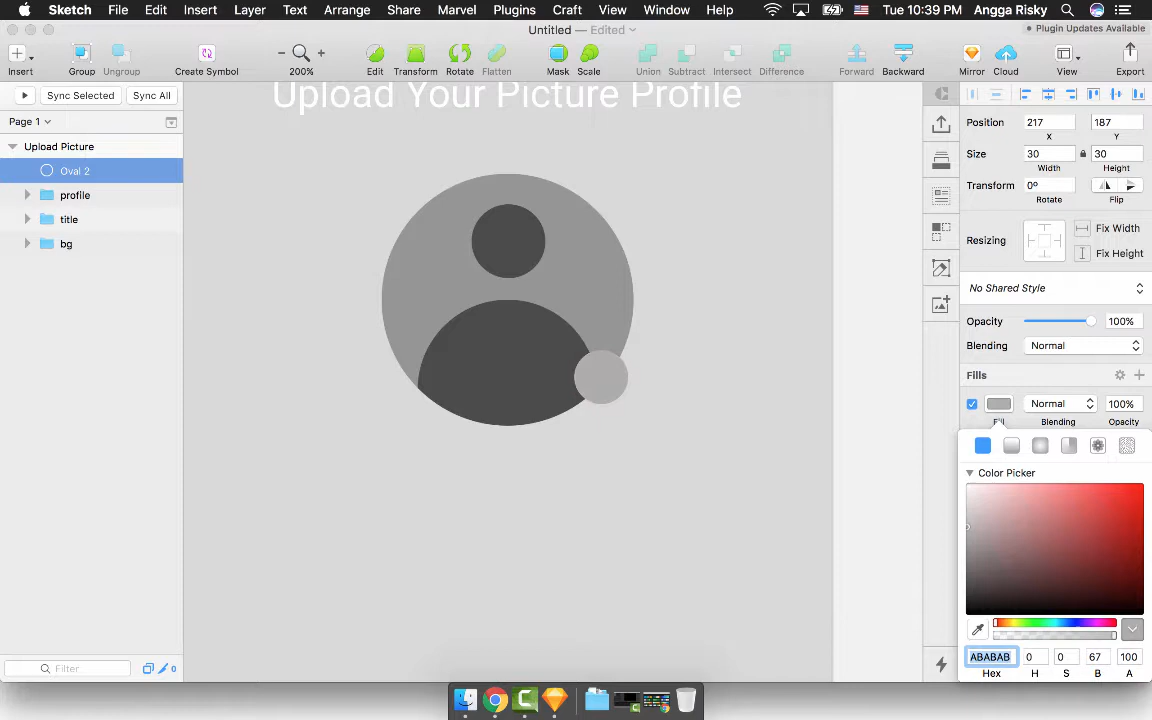 Sketch File Edit Insert Layer Text Arrange Share Marvel Plugins Craft View Window Help Tue 10:39 PM Angga Risky
Untitled — Edited
Plugin Updates Available
Insert Group Ungroup Create Symbol 200% Edit Transform Rotate Flatten Mask Scale Union Subtract Intersect Difference Forward Backward Mirror Cloud View Export
Sync Selected Sync All
Page 1
Upload Picture
Oval 2
profile
title
bg
Filter
0
Upload Your Picture Profile
Position 217 187
X Y
Size 30 30
Width Height
Transform 0º
Rotate Flip
Resizing Fix Width
Fix Height
No Shared Style
Opacity 100%
Blending Normal
Fills
Normal 100%
Fill Blending Opacity
Color Picker
ABABAB 0 0 67 100
Hex H S B A